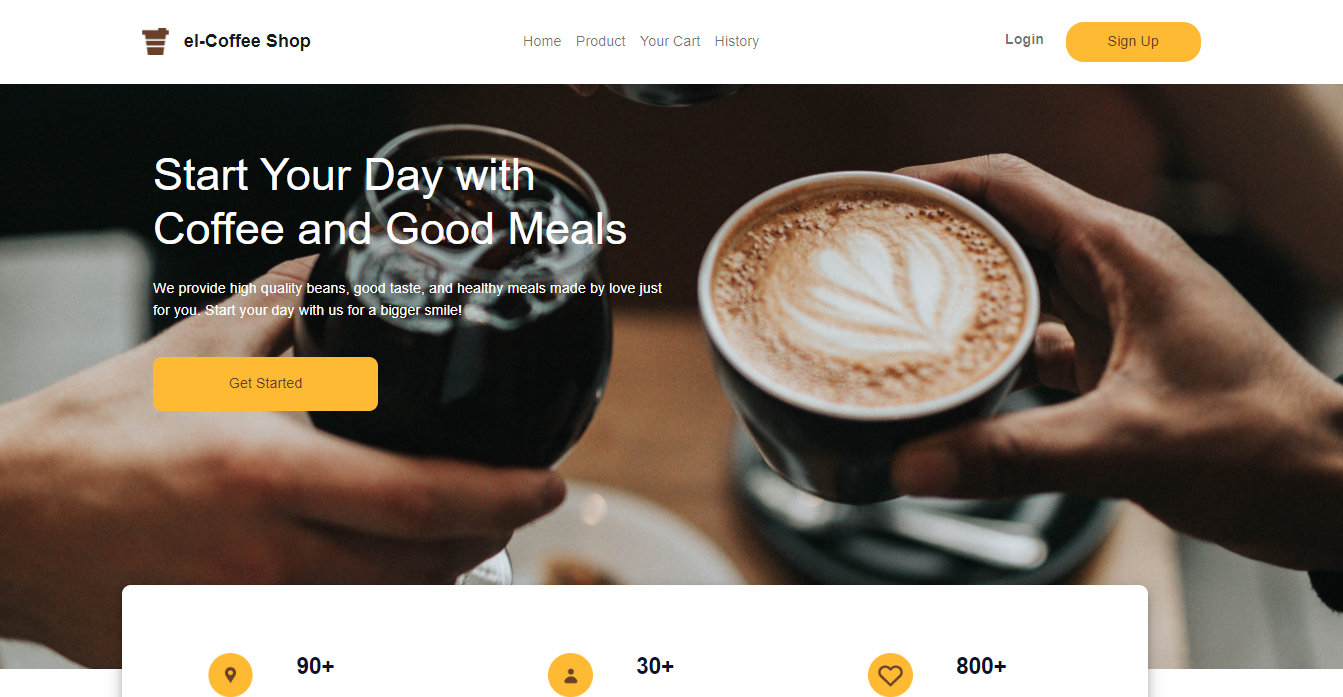 el-Coffee Shop
Home Product Your Cart History
Login
Sign Up
Start Your Day with
Coffee and Good Meals
We provide high quality beans, good taste, and healthy meals made by love just
for you. Start your day with us for a bigger smile!
Get Started
90+
30+
800+